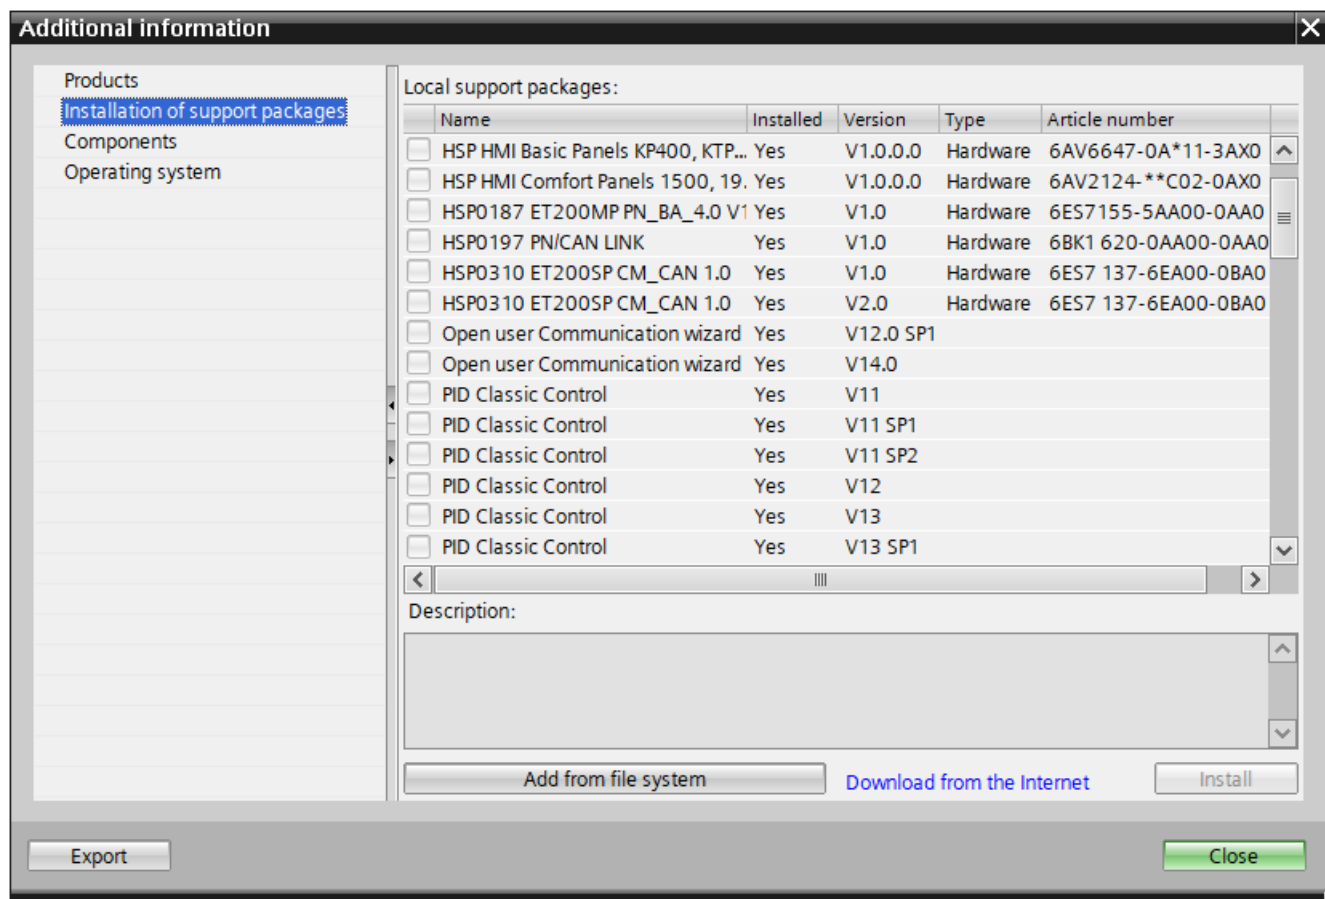 Additional information
Products
Installation of support packages
Components
Operating system
Local support packages:
Name Installed Version Type Article number
HSP HMI Basic Panels KP400, KTP... Yes V1.0.0.0 Hardware 6AV6647-0A*11-3AX0
HSP HMI Comfort Panels 1500, 19. Yes V1.0.0.0 Hardware 6AV2124-**C02-0AX0
HSP0187 ET200MP PN_BA_4.0 V1 Yes V1.0 Hardware 6ES7155-5AA00-0AA0
HSP0197 PN/CAN LINK Yes V1.0 Hardware 6BK1 620-0AA00-0AA0
HSP0310 ET200SP CM_CAN 1.0 Yes V1.0 Hardware 6ES7 137-6EA00-0BA0
HSP0310 ET200SP CM_CAN 1.0 Yes V2.0 Hardware 6ES7 137-6EA00-0BA0
Open user Communication wizard Yes V12.0 SP1
Open user Communication wizard Yes V14.0
PID Classic Control Yes V11
PID Classic Control Yes V11 SP1
PID Classic Control Yes V11 SP2
PID Classic Control Yes V12
PID Classic Control Yes V13
PID Classic Control Yes V13 SP1
Description:
Add from file system Download from the Internet Install
Export Close